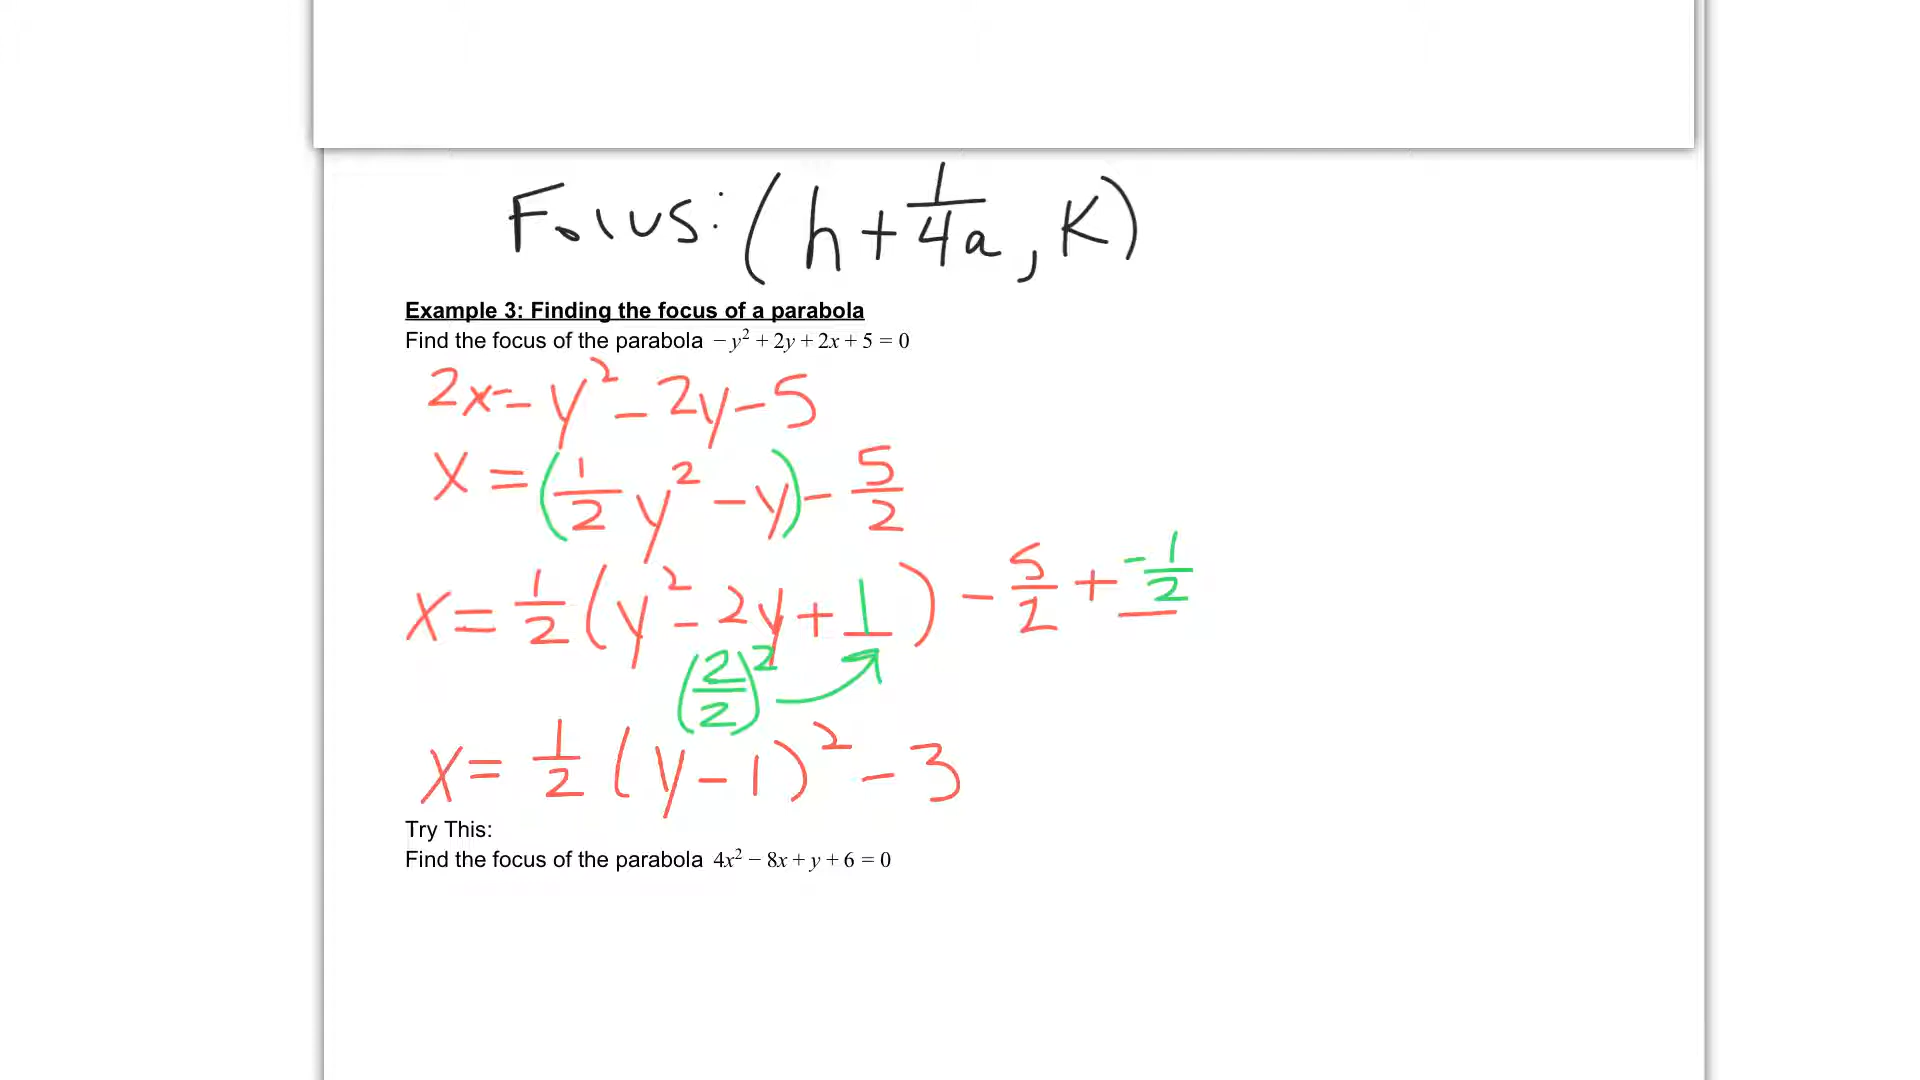 Focus: (h + 1/4a, K)
Example 3: Finding the focus of a parabola
Find the focus of the parabola − y² + 2y + 2x + 5 = 0
2x = y² − 2y − 5
x = (1/2 y² − y) − 5/2
x = 1/2 (y² − 2y + 1) − 5/2 + −1/2
(2/2)²
x = 1/2 (y − 1)² − 3
Try This:
Find the focus of the parabola 4x² − 8x + y + 6 = 0